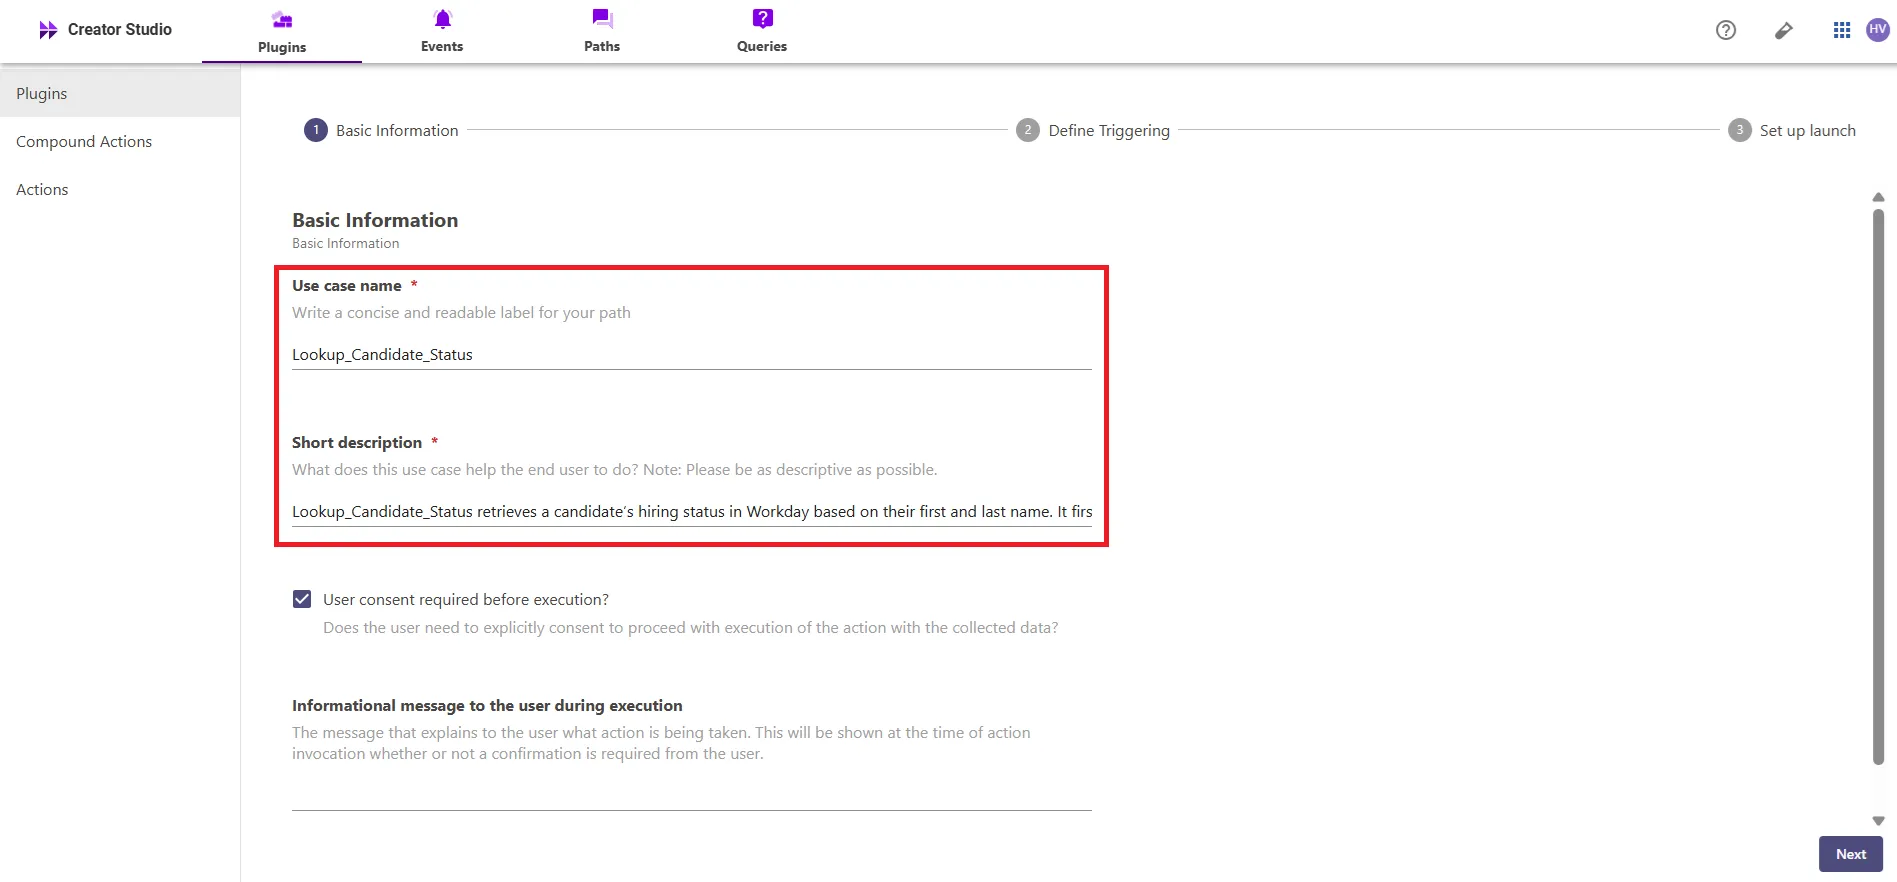 Creator Studio
Plugins
Events
Paths
Queries
HV
Plugins
Compound Actions
Actions
1 Basic Information
2 Define Triggering
3 Set up launch
Basic Information
Basic Information
Use case name *
Write a concise and readable label for your path
Lookup_Candidate_Status
Short description *
What does this use case help the end user to do? Note: Please be as descriptive as possible.
Lookup_Candidate_Status retrieves a candidate's hiring status in Workday based on their first and last name. It firs
User consent required before execution?
Does the user need to explicitly consent to proceed with execution of the action with the collected data?
Informational message to the user during execution
The message that explains to the user what action is being taken. This will be shown at the time of action
invocation whether or not a confirmation is required from the user.
Next